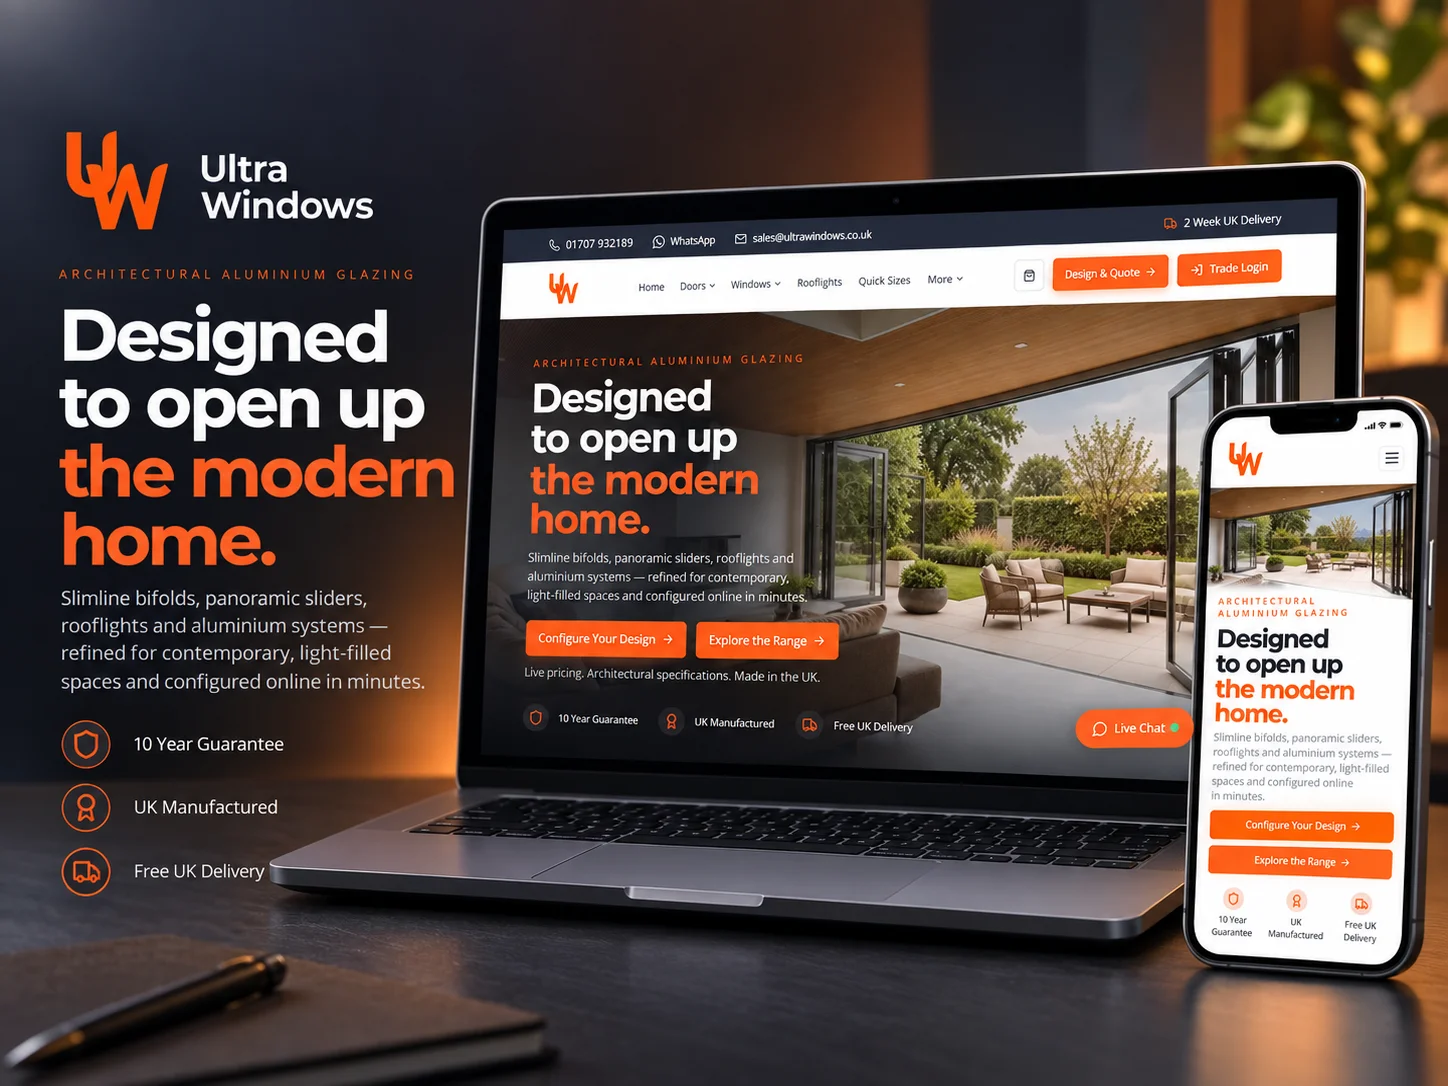 UW
Ultra
Windows
ARCHITECTURAL ALUMINIUM GLAZING
Designed
to open up
the modern
home.
Slimline bifolds, panoramic sliders,
rooflights and aluminium systems —
refined for contemporary, light-filled
spaces and configured online in minutes.
10 Year Guarantee
UK Manufactured
Free UK Delivery
01707 932189
WhatsApp
sales@ultrawindows.co.uk
2 Week UK Delivery
UW
Home
Doors
Windows
Rooflights
Quick Sizes
More
Design & Quote →
Trade Login
ARCHITECTURAL ALUMINIUM GLAZING
Designed
to open up
the modern
home.
Slimline bifolds, panoramic sliders, rooflights and
aluminium systems — refined for contemporary,
light-filled spaces and configured online in minutes.
Configure Your Design →
Explore the Range →
Live pricing. Architectural specifications. Made in the UK.
10 Year Guarantee
UK Manufactured
Free UK Delivery
Live Chat
UW
ARCHITECTURAL
ALUMINIUM GLAZING
Designed
to open up
the modern
home.
Slimline bifolds, panoramic sliders,
rooflights and aluminium systems —
refined for contemporary, light-filled
spaces and configured online
in minutes.
Configure Your Design →
Explore the Range →
10 Year
Guarantee
UK
Manufactured
Free UK
Delivery